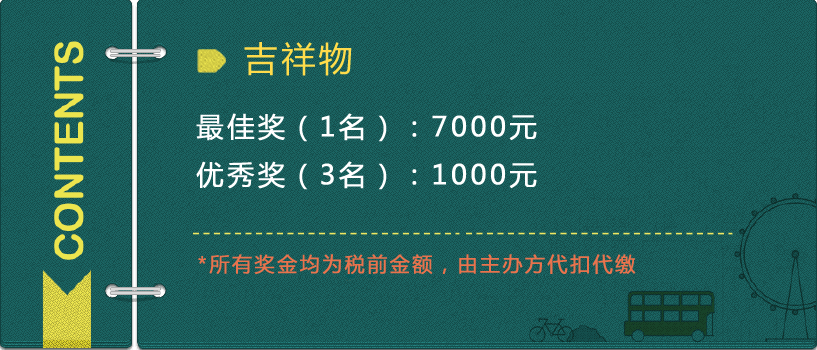 CONTENTS
吉祥物
最佳奖（1名）：7000元
优秀奖（3名）：1000元
*所有奖金均为税前金额，由主办方代扣代缴